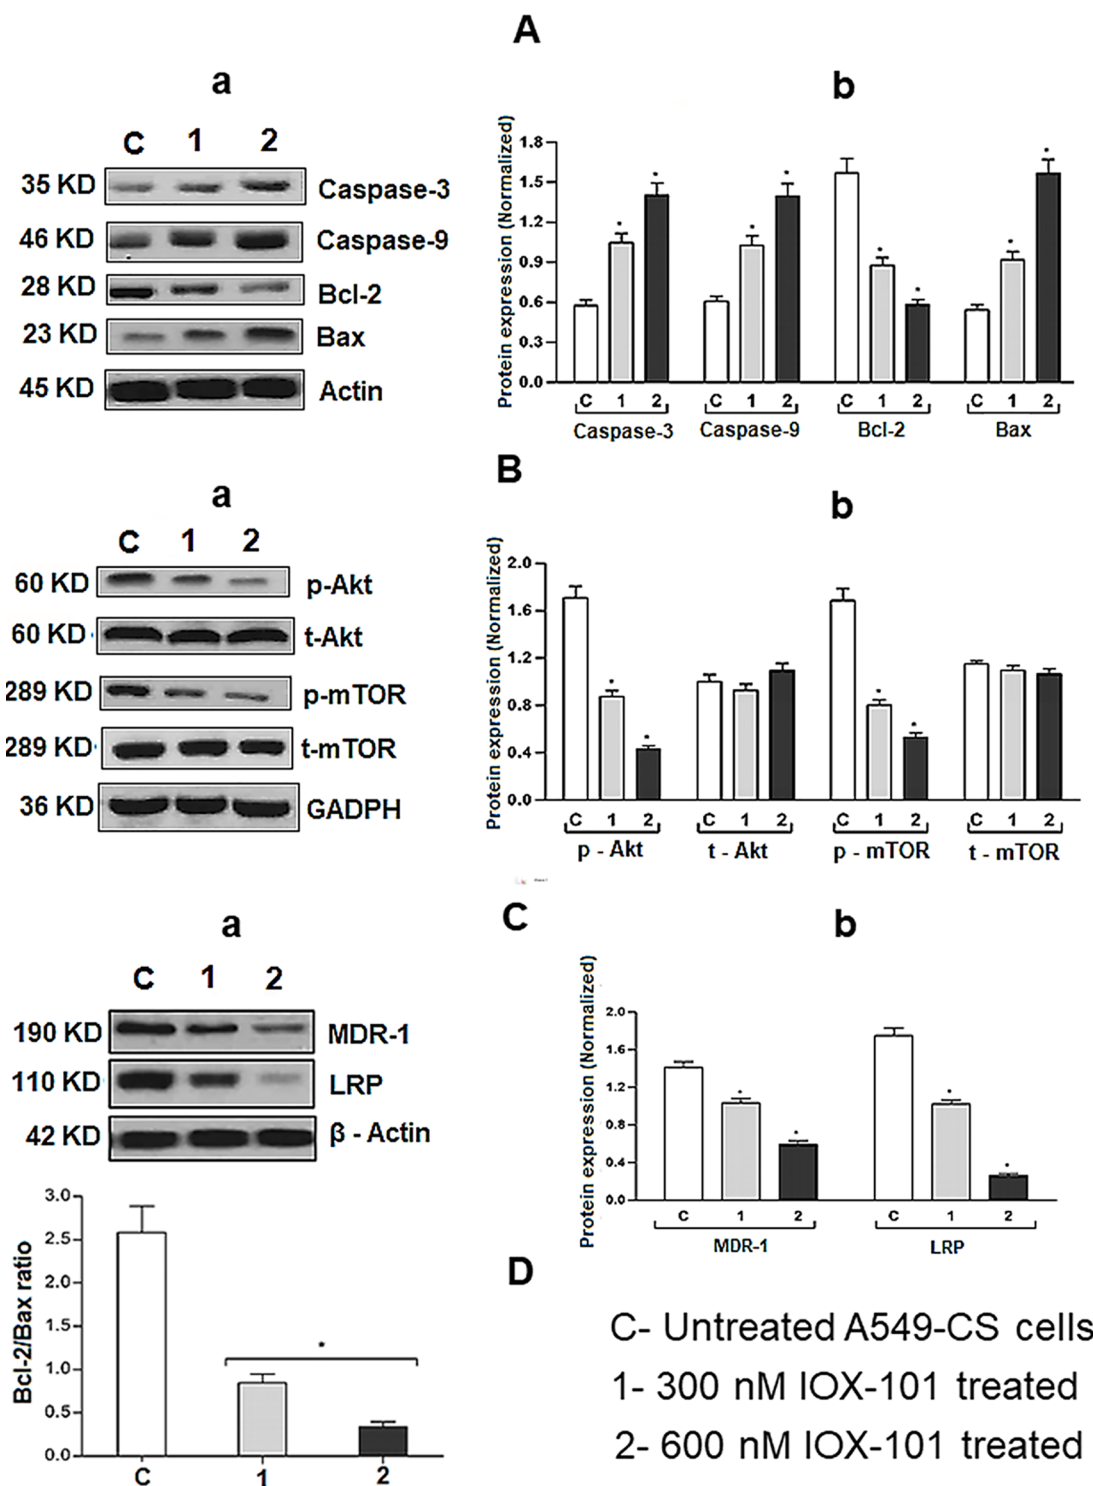 A
a
C 1 2
35 KD Caspase-3
46 KD Caspase-9
28 KD Bcl-2
23 KD Bax
45 KD Actin
b
Protein expression (Normalized)
1.8
1.5
1.2
0.9
0.6
0.3
0.0
* * * * * * * *
C 1 2 C 1 2 C 1 2 C 1 2
Caspase-3 Caspase-9 Bcl-2 Bax
B
a
C 1 2
60 KD p-Akt
60 KD t-Akt
289 KD p-mTOR
289 KD t-mTOR
36 KD GADPH
b
Protein expression (Normalized)
2.0
1.6
1.2
0.8
0.4
0.0
* * * *
C 1 2 C 1 2 C 1 2 C 1 2
p - Akt t - Akt p - mTOR t - mTOR
C
a
C 1 2
190 KD MDR-1
110 KD LRP
42 KD β - Actin
b
Protein expression (Normalized)
2.0
1.6
1.2
0.8
0.4
0.0
* * * *
C 1 2 C 1 2
MDR-1 LRP
D
Bcl-2/Bax ratio
3.0
2.5
2.0
1.5
1.0
0.5
0.0
*
C 1 2
C- Untreated A549-CS cells
1- 300 nM IOX-101 treated
2- 600 nM IOX-101 treated